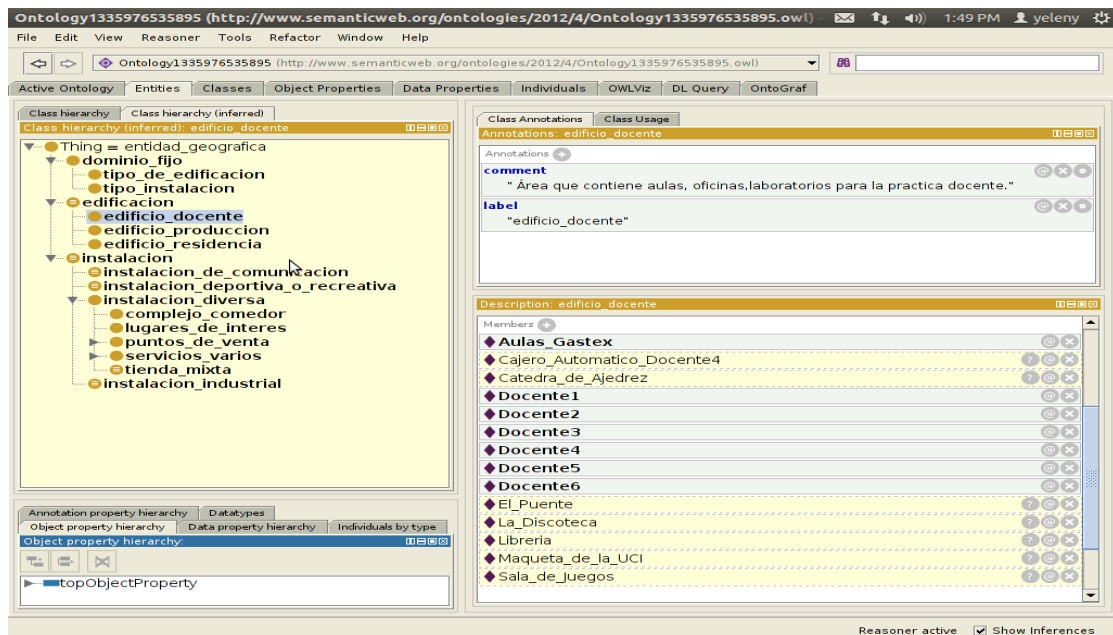 Ontology1335976535895 (http://www.semanticweb.org/ontologies/2012/4/Ontology1335976535895.owl) - 1:49 PM yeleny
File Edit View Reasoner Tools Refactor Window Help
Ontology1335976535895 (http://www.semanticweb.org/ontologies/2012/4/Ontology1335976535895.owl)
Active Ontology Entities Classes Object Properties Data Properties Individuals OWLViz DL Query OntoGraf
Class hierarchy Class hierarchy (inferred)
Class hierarchy (inferred): edificio_docente
Thing = entidad_geografica
dominio_fijo
tipo_de_edificacion
tipo_instalacion
edificacion
edificio_docente
edificio_produccion
edificio_residencia
instalacion
instalacion_de_comunicacion
instalacion_deportiva_o_recreativa
instalacion_diversa
complejo_comedor
lugares_de_interes
puntos_de_venta
servicios_varios
tienda_mixta
instalacion_industrial
Annotation property hierarchy Datatypes
Object property hierarchy Data property hierarchy Individuals by type
Object property hierarchy:
topObjectProperty
Class Annotations Class Usage
Annotations: edificio_docente
Annotations
comment
" Área que contiene aulas, oficinas,laboratorios para la practica docente."
label
"edificio_docente"
Description: edificio_docente
Members
Aulas_Gastex
Cajero_Automatico_Docente4
Catedra_de_Ajedrez
Docente1
Docente2
Docente3
Docente4
Docente5
Docente6
El_Puente
La_Discoteca
Libreria
Maqueta_de_la_UCI
Sala_de_Juegos
Reasoner active Show Inferences